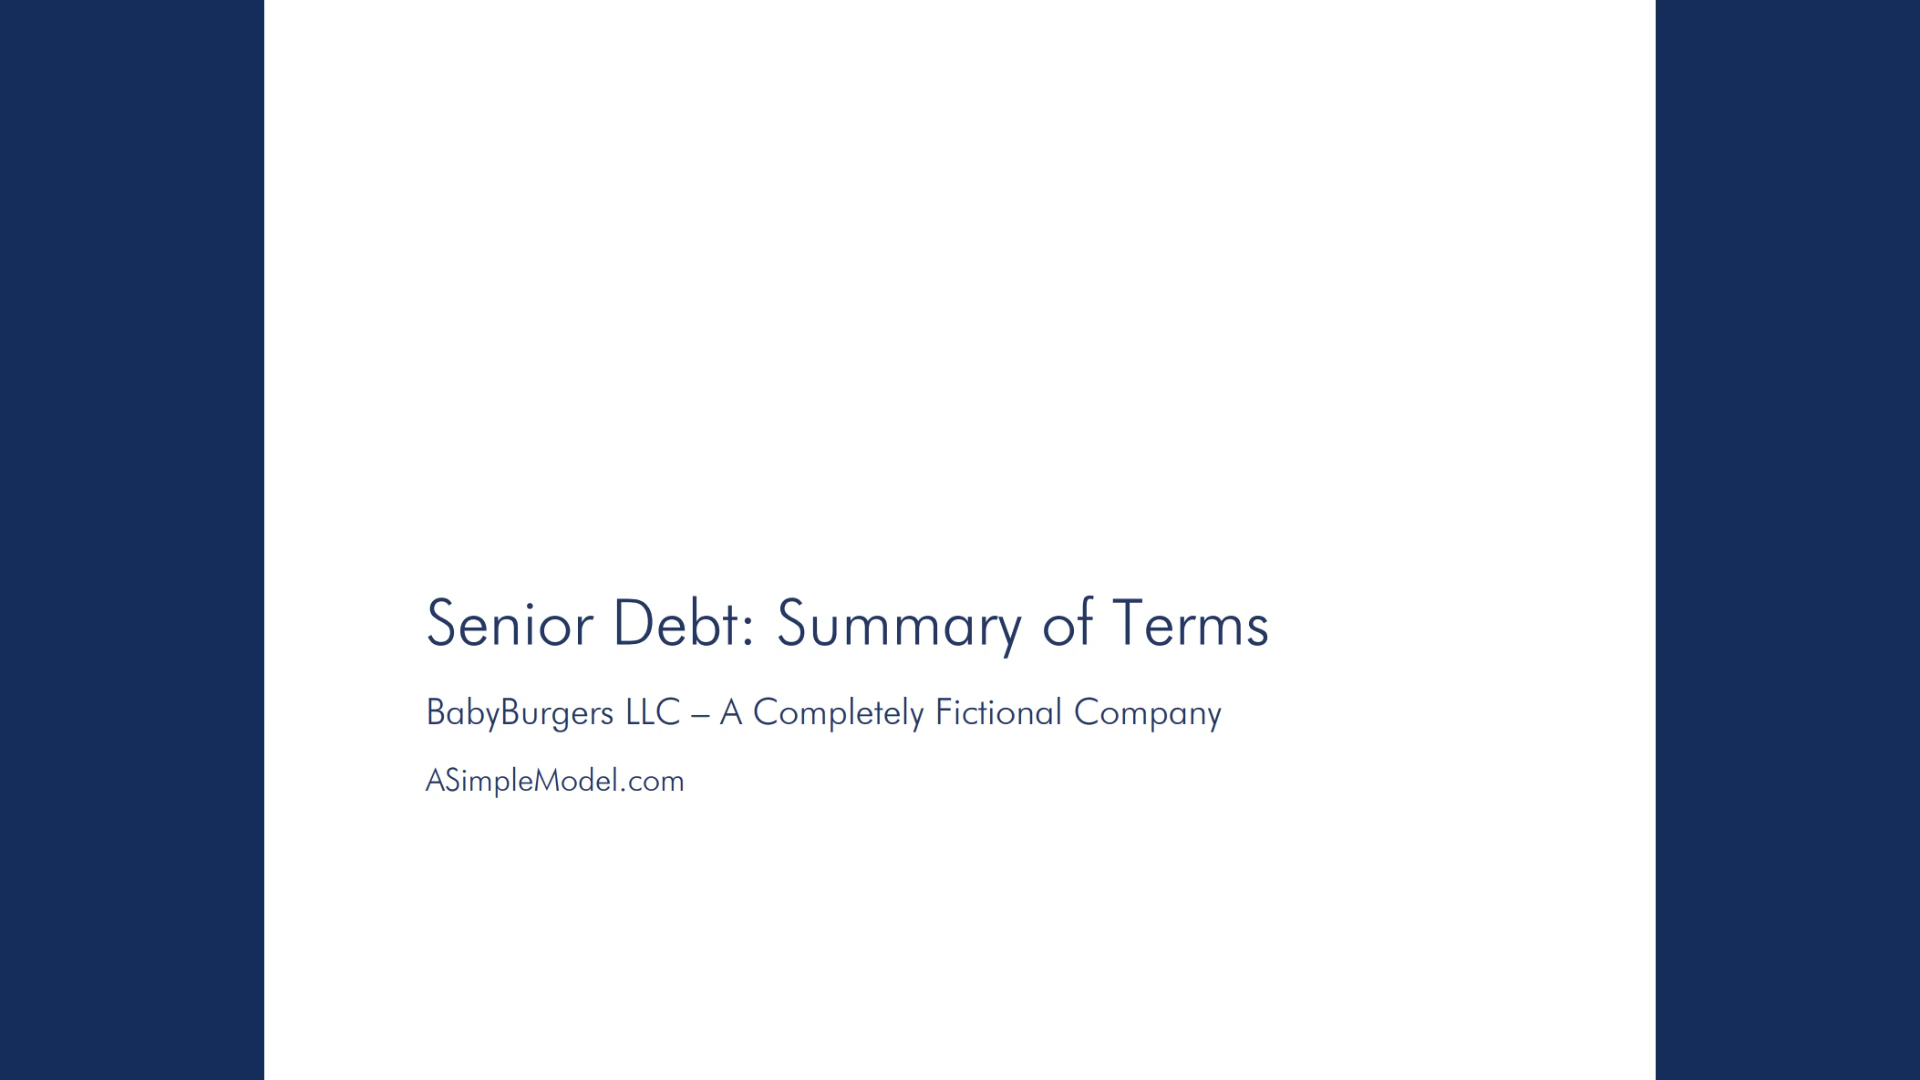 Senior Debt: Summary of Terms
BabyBurgers LLC – A Completely Fictional Company
ASimpleModel.com